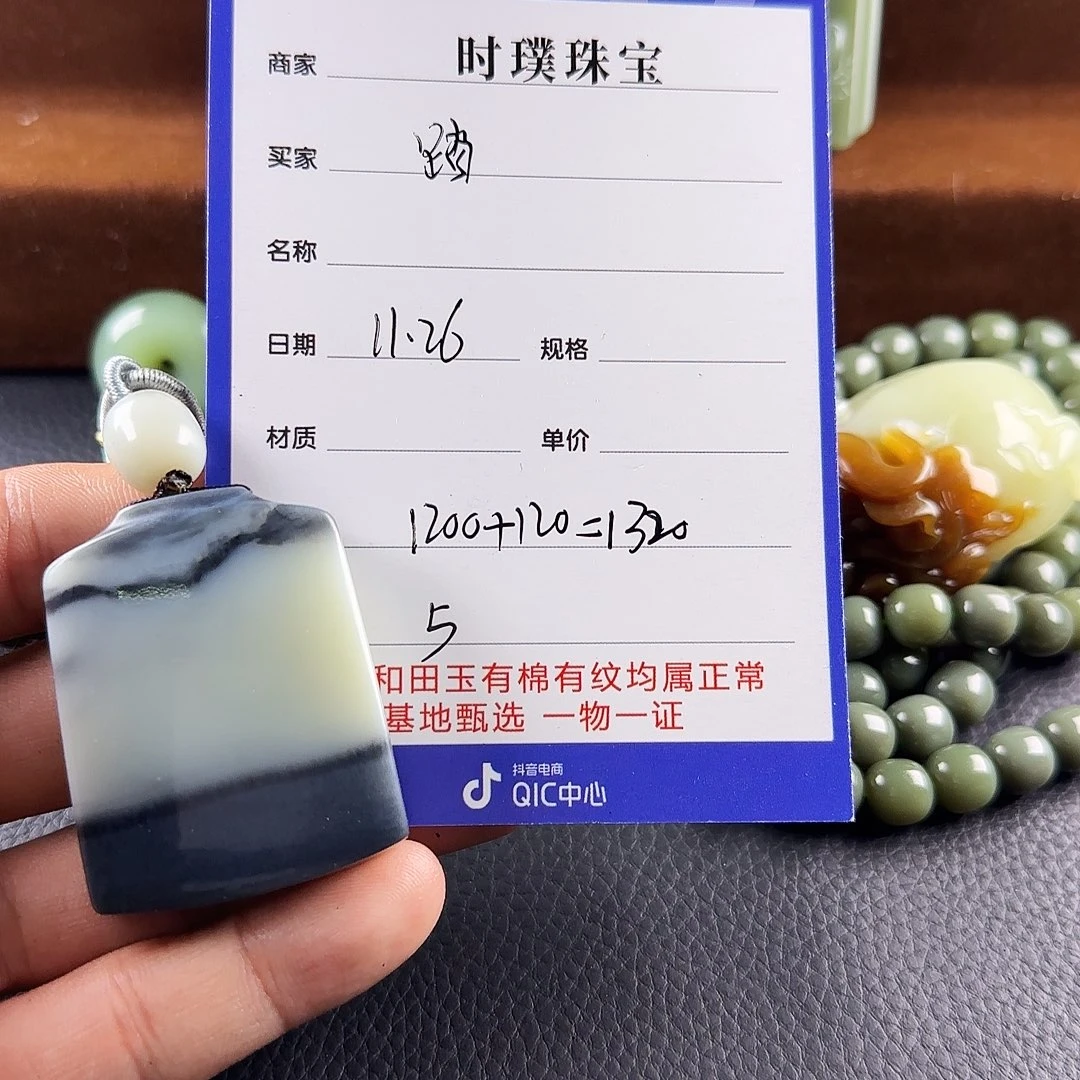 商家 时璞珠宝
买家
名称
日期 11.26 规格
材质 单价
1200+120=1320
5
和田玉有棉有纹均属正常
基地甄选 一物一证
抖音电商
QIC中心